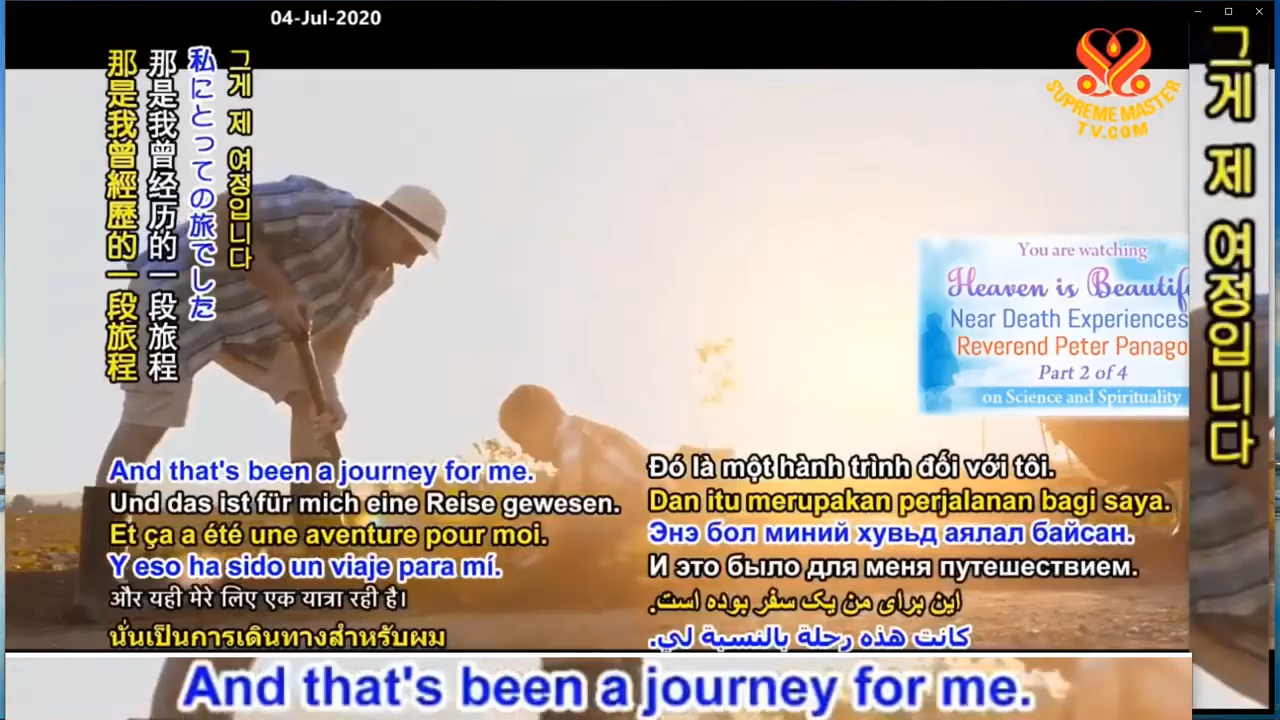 04-Jul-2020
SUPREME MASTER
TV.COM
그게 제 여정입니다
私にとっての旅でした
那是我曾经历的一段旅程
那是我曾經歷的一段旅程
그게 제 여정입니다
You are watching
Heaven is Beautif
Near Death Experiences
Reverend Peter Panago
Part 2 of 4
on Science and Spirituality
And that's been a journey for me.
Und das ist für mich eine Reise gewesen.
Et ça a été une aventure pour moi.
Y eso ha sido un viaje para mí.
और यही मेरे लिए एक यात्रा रही है।
นั่นเป็นการเดินทางสำหรับผม
Đó là một hành trình đối với tôi.
Dan itu merupakan perjalanan bagi saya.
Энэ бол миний хувьд аялал байсан.
И это было для меня путешествием.
این برای من یک سفر بوده است.
كانت هذه رحلة بالنسبة لي.
And that's been a journey for me.